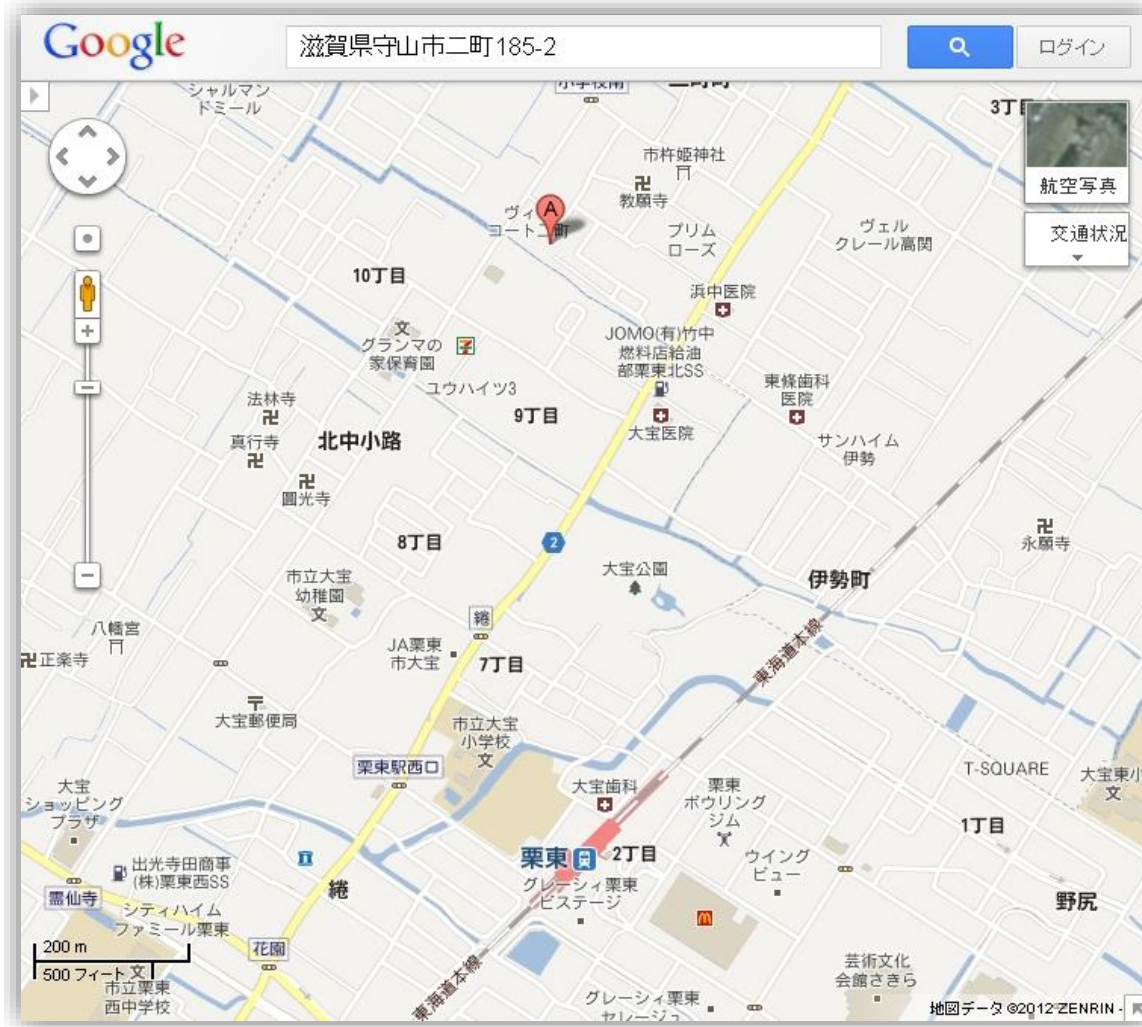 Google
滋賀県守山市二町185-2
ログイン
シャルマン
ドミール
3丁目
航空写真
交通状況
市杵姫神社
教願寺
A
プリム
ローズ
ヴェル
クレール高関
10丁目
浜中医院
グランマの
家保育園
JOMO(有)竹中
燃料店給油
部栗東北SS
ユウハイツ3
法林寺
9丁目
東條歯科
医院
大宝医院
真行寺
北中小路
サンハイム
伊勢
圓光寺
永願寺
8丁目
2
大宝公園
伊勢町
市立大宝
幼稚園
文
八幡宮
綣
正楽寺
JA栗東
市大宝
7丁目
東海道本線
大宝郵便局
市立大宝
小学校
文
栗東駅西口
大宝歯科
栗東
ボウリング
ジム
T-SQUARE
大宝東小
文
大宝
ショッピング
プラザ
1丁目
出光寺田商事
(株)栗東西SS
栗東
2丁目
ウイング
ビュー
グレーシィ栗東
ビステージ
霊仙寺
綣
野尻
シティハイム
ファミール栗東
200 m
花園
500 フィート
文
市立栗東
西中学校
東海道本線
芸術文化
会館さきら
グレーシィ栗東
セレージュ
地図データ ©2012 ZENRIN -